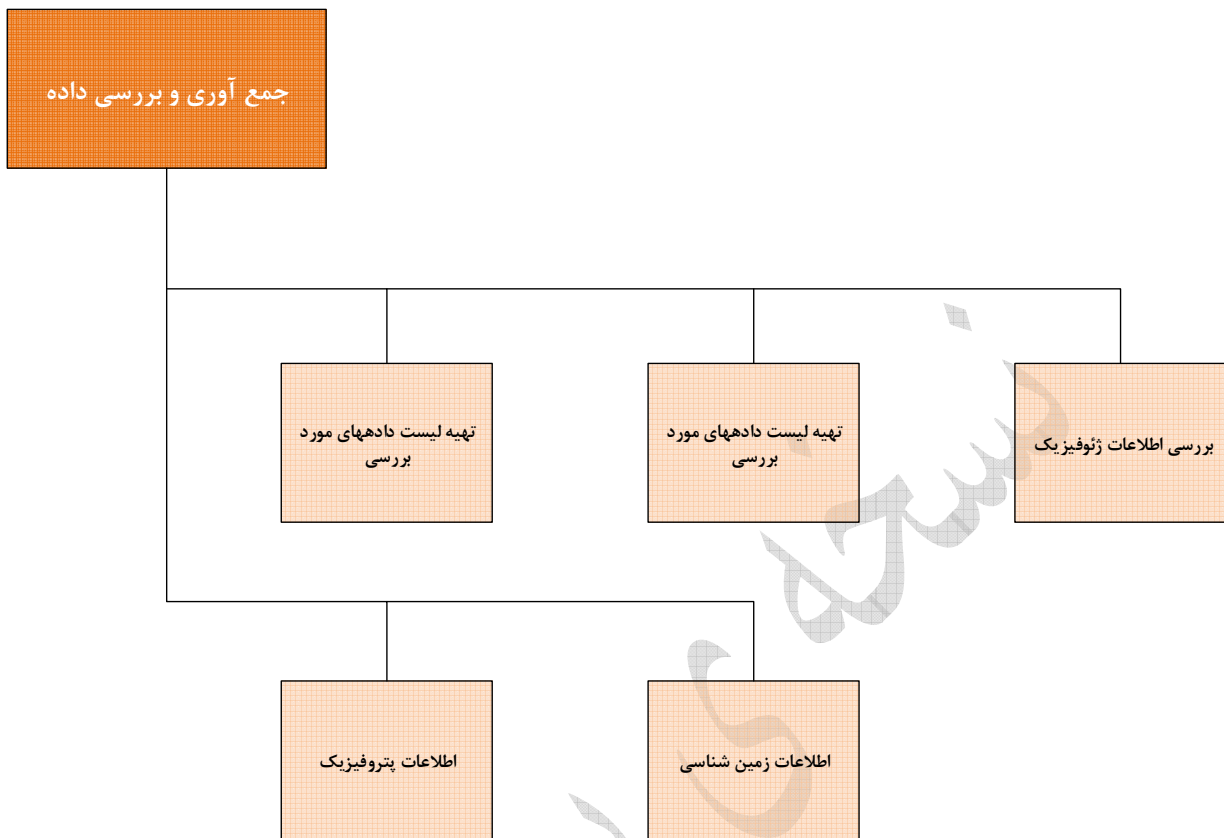 جمع آوری و بررسی داده
بررسی اطلاعات ژئوفیزیک
تهیه لیست دادههای مورد
بررسی
تهیه لیست دادههای مورد
بررسی
اطلاعات زمین شناسی
اطلاعات پتروفیزیک
نسخه ی